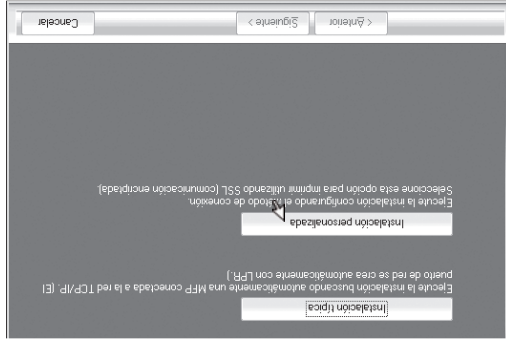 Instalación típica
Ejecute la instalación buscando automáticamente una MFP conectada a la red TCP/IP. (El
puerto de red se crea automáticamente con LPR.)
Instalación personalizada
Ejecute la instalación configurando el método de conexión.
Seleccione esta opción para imprimir utilizando SSL (comunicación encriptada).
< Anterior
Siguiente >
Cancelar